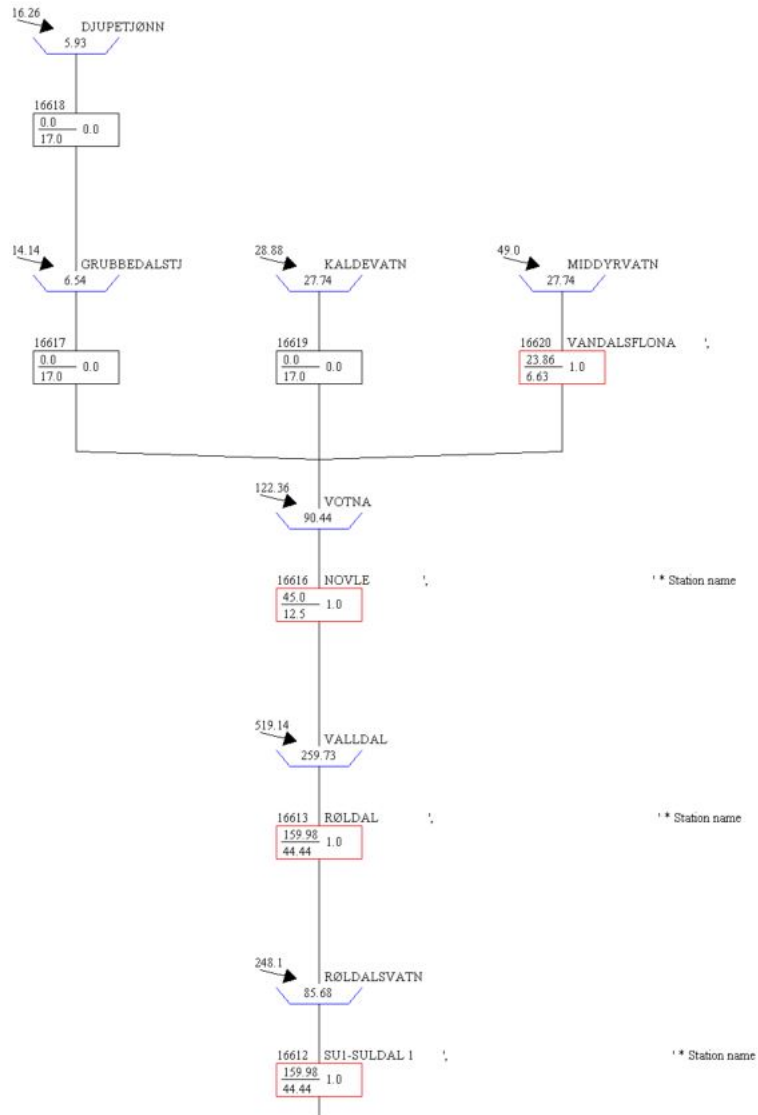 16.26 DJUPETJØNN
5.93
16618
0.0
17.0
0.0
14.14 GRUBBEDALSTJ
6.54
28.88 KALDEVATN
27.74
49.0 MIDDYRVATN
27.74
16617
0.0
17.0
0.0
16619
0.0
17.0
0.0
16620 VANDALSFLONA ',
23.86
6.63
1.0
122.36 VOTNA
90.44
16616 NOVLE ', ' * Station name
45.0
12.5
1.0
519.14 VALLDAL
259.73
16613 RØLDAL ', ' * Station name
159.98
44.44
1.0
248.1 RØLDALSVATN
85.68
16612 SU1-SULDAL 1 ', ' * Station name
159.98
44.44
1.0